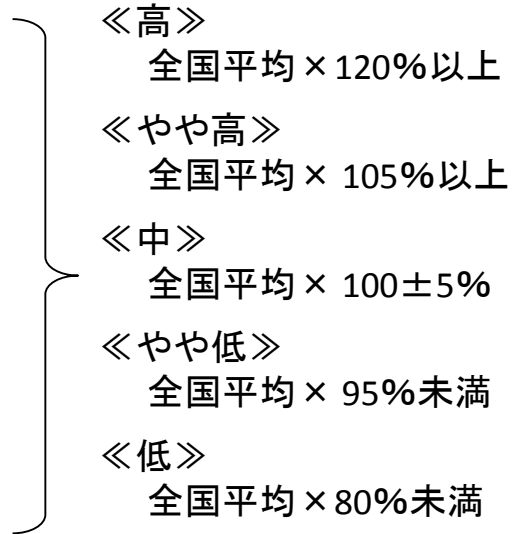 ≪高≫
全国平均×120%以上
≪やや高≫
全国平均× 105%以上
≪中≫
全国平均× 100±5%
≪やや低≫
全国平均× 95%未満
≪低≫
全国平均×80%未満